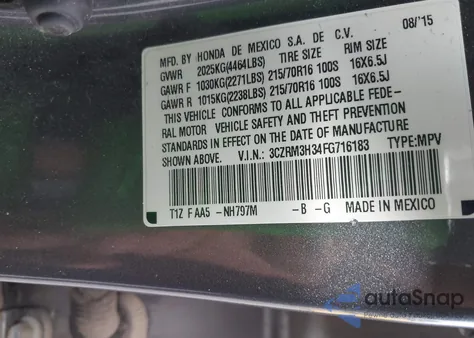 MFD. BY HONDA DE MEXICO S.A. DE C.V. 08/'15
GVWR 2025KG(4464LBS) TIRE SIZE RIM SIZE
GAWR F 1030KG(2271LBS) 215/70R16 100S 16X6.5J
GAWR R 1015KG(2238LBS) 215/70R16 100S 16X6.5J
THIS VEHICLE CONFORMS TO ALL APPLICABLE FEDE-
RAL MOTOR VEHICLE SAFETY AND THEFT PREVENTION
STANDARDS IN EFFECT ON THE DATE OF MANUFACTURE
SHOWN ABOVE. V.I.N.: 3CZRM3H34FG716183 TYPE:MPV
T1Z F AA5 -NH797M -B -G MADE IN MEXICO
autoSnap